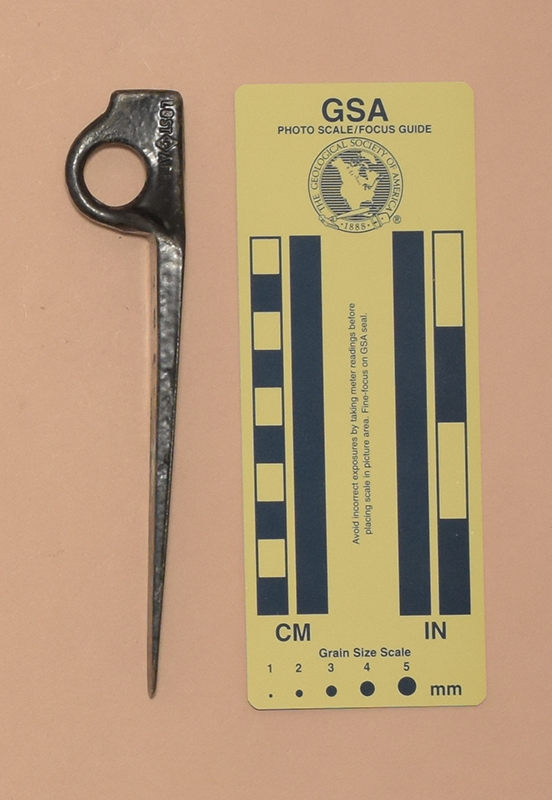 LOST
GSA
PHOTO SCALE/FOCUS GUIDE
THE GEOLOGICAL SOCIETY OF AMERICA
1888
®
Avoid incorrect exposures by taking meter readings before
placing scale in picture area. Fine-focus on GSA seal.
CM IN
Grain Size Scale
1 2 3 4 5
mm